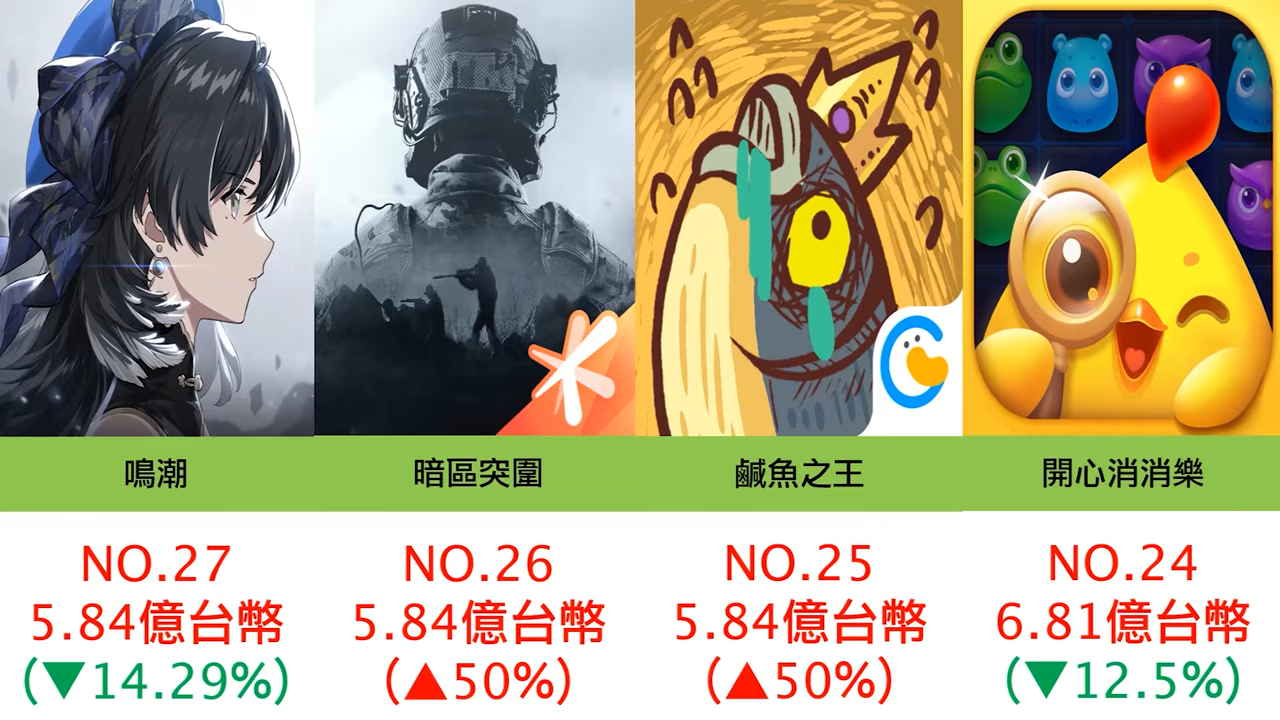 鳴潮
暗區突圍
鹹魚之王
開心消消樂
NO.27
5.84億台幣
(▼14.29%)
NO.26
5.84億台幣
(▲50%)
NO.25
5.84億台幣
(▲50%)
NO.24
6.81億台幣
(▼12.5%)